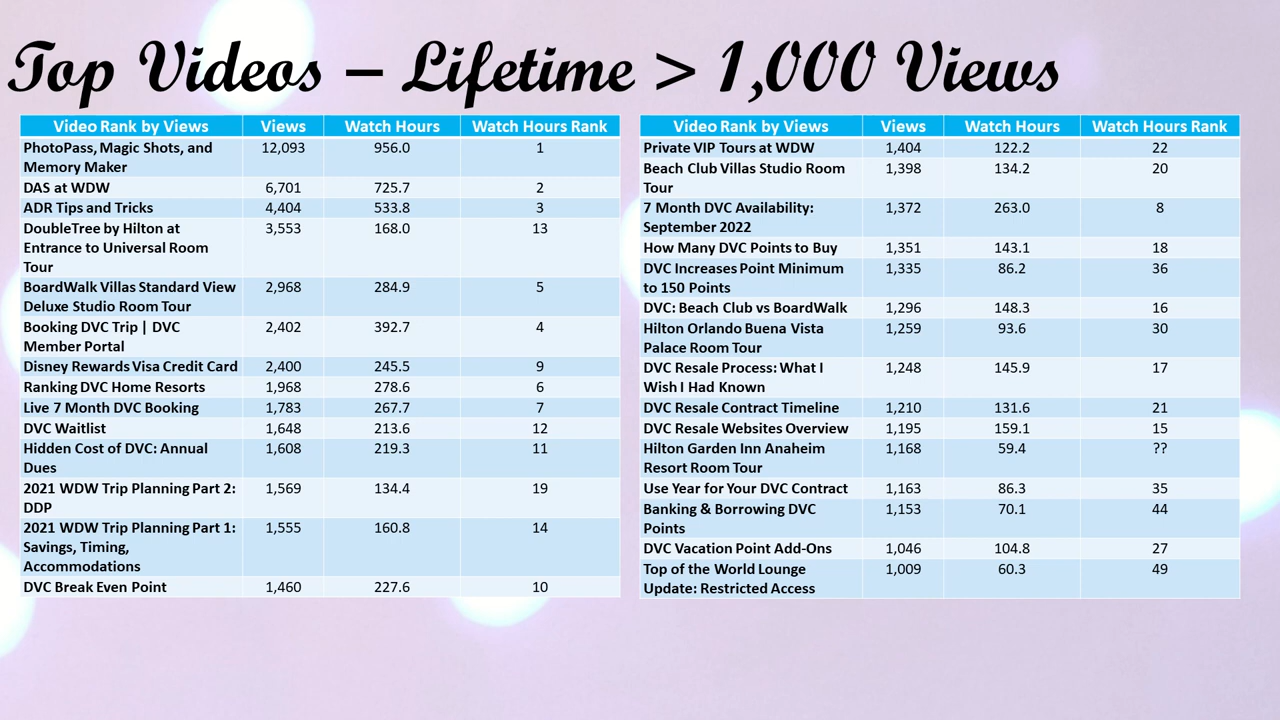 Top Videos – Lifetime > 1,000 Views
Video Rank by Views Views Watch Hours Watch Hours Rank
PhotoPass, Magic Shots, and 12,093 956.0 1
Memory Maker
DAS at WDW 6,701 725.7 2
ADR Tips and Tricks 4,404 533.8 3
DoubleTree by Hilton at 3,553 168.0 13
Entrance to Universal Room
Tour
BoardWalk Villas Standard View 2,968 284.9 5
Deluxe Studio Room Tour
Booking DVC Trip | DVC 2,402 392.7 4
Member Portal
Disney Rewards Visa Credit Card 2,400 245.5 9
Ranking DVC Home Resorts 1,968 278.6 6
Live 7 Month DVC Booking 1,783 267.7 7
DVC Waitlist 1,648 213.6 12
Hidden Cost of DVC: Annual 1,608 219.3 11
Dues
2021 WDW Trip Planning Part 2: 1,569 134.4 19
DDP
2021 WDW Trip Planning Part 1: 1,555 160.8 14
Savings, Timing,
Accommodations
DVC Break Even Point 1,460 227.6 10
Video Rank by Views Views Watch Hours Watch Hours Rank
Private VIP Tours at WDW 1,404 122.2 22
Beach Club Villas Studio Room 1,398 134.2 20
Tour
7 Month DVC Availability: 1,372 263.0 8
September 2022
How Many DVC Points to Buy 1,351 143.1 18
DVC Increases Point Minimum 1,335 86.2 36
to 150 Points
DVC: Beach Club vs BoardWalk 1,296 148.3 16
Hilton Orlando Buena Vista 1,259 93.6 30
Palace Room Tour
DVC Resale Process: What I 1,248 145.9 17
Wish I Had Known
DVC Resale Contract Timeline 1,210 131.6 21
DVC Resale Websites Overview 1,195 159.1 15
Hilton Garden Inn Anaheim 1,168 59.4 ??
Resort Room Tour
Use Year for Your DVC Contract 1,163 86.3 35
Banking & Borrowing DVC 1,153 70.1 44
Points
DVC Vacation Point Add-Ons 1,046 104.8 27
Top of the World Lounge 1,009 60.3 49
Update: Restricted Access